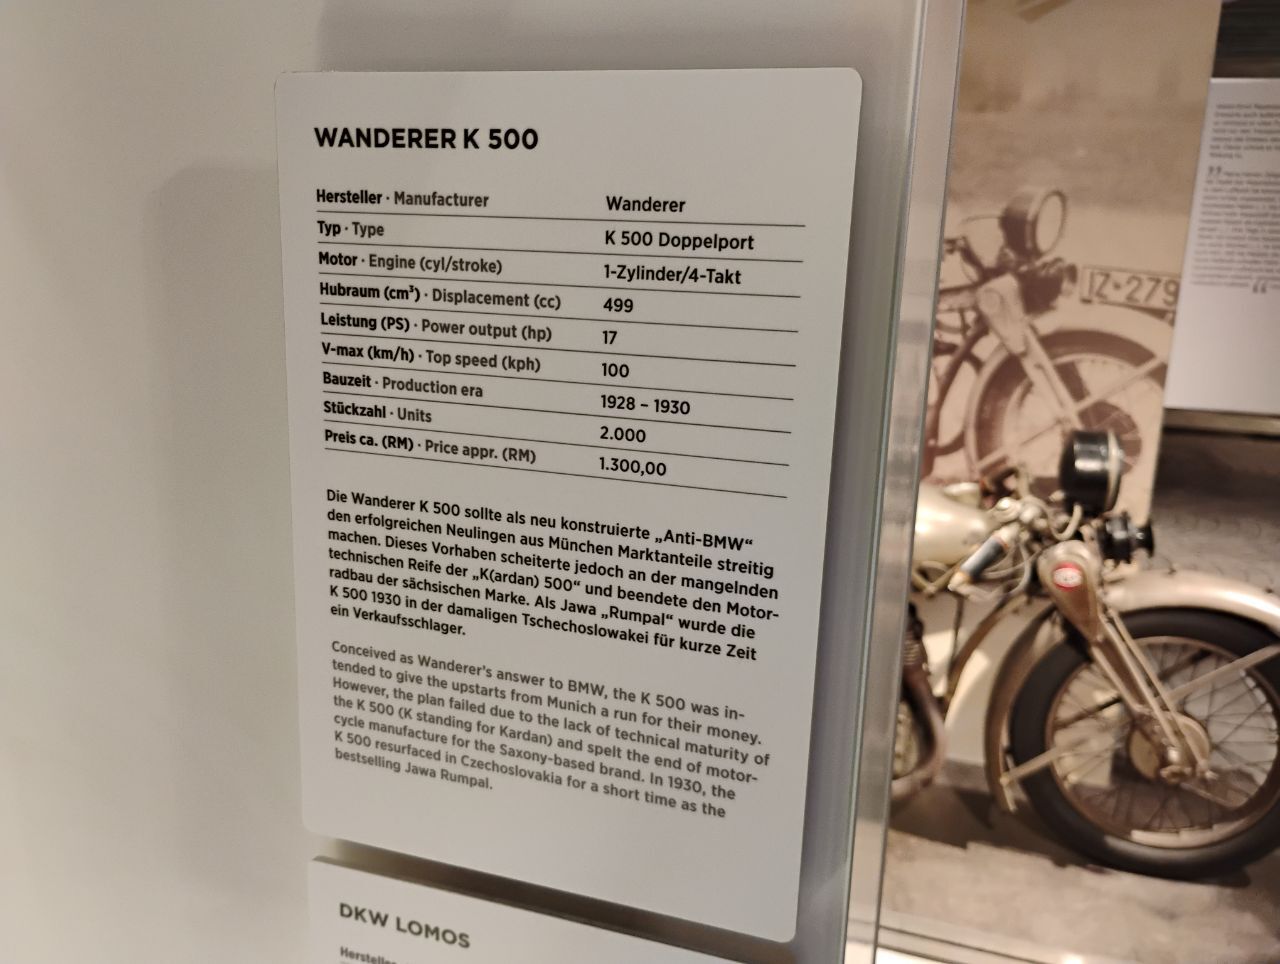 WANDERER K 500
Hersteller · Manufacturer Wanderer
Typ · Type K 500 Doppelport
Motor · Engine (cyl/stroke) 1-Zylinder/4-Takt
Hubraum (cm³) · Displacement (cc) 499
Leistung (PS) · Power output (hp) 17
V-max (km/h) · Top speed (kph) 100
Bauzeit · Production era 1928 – 1930
Stückzahl · Units 2.000
Preis ca. (RM) · Price appr. (RM) 1.300,00
Die Wanderer K 500 sollte als neu konstruierte „Anti-BMW“
den erfolgreichen Neulingen aus München Marktanteile streitig
machen. Dieses Vorhaben scheiterte jedoch an der mangelnden
technischen Reife der „K(ardan) 500“ und beendete den Motor-
radbau der sächsischen Marke. Als Jawa „Rumpal“ wurde die
K 500 1930 in der damaligen Tschechoslowakei für kurze Zeit
ein Verkaufsschlager.
Conceived as Wanderer's answer to BMW, the K 500 was in-
tended to give the upstarts from Munich a run for their money.
However, the plan failed due to the lack of technical maturity of
the K 500 (K standing for Kardan) and spelt the end of motor-
cycle manufacture for the Saxony-based brand. In 1930, the
K 500 resurfaced in Czechoslovakia for a short time as the
bestselling Jawa Rumpal.
DKW LOMOS
Hersteller
IZ·279